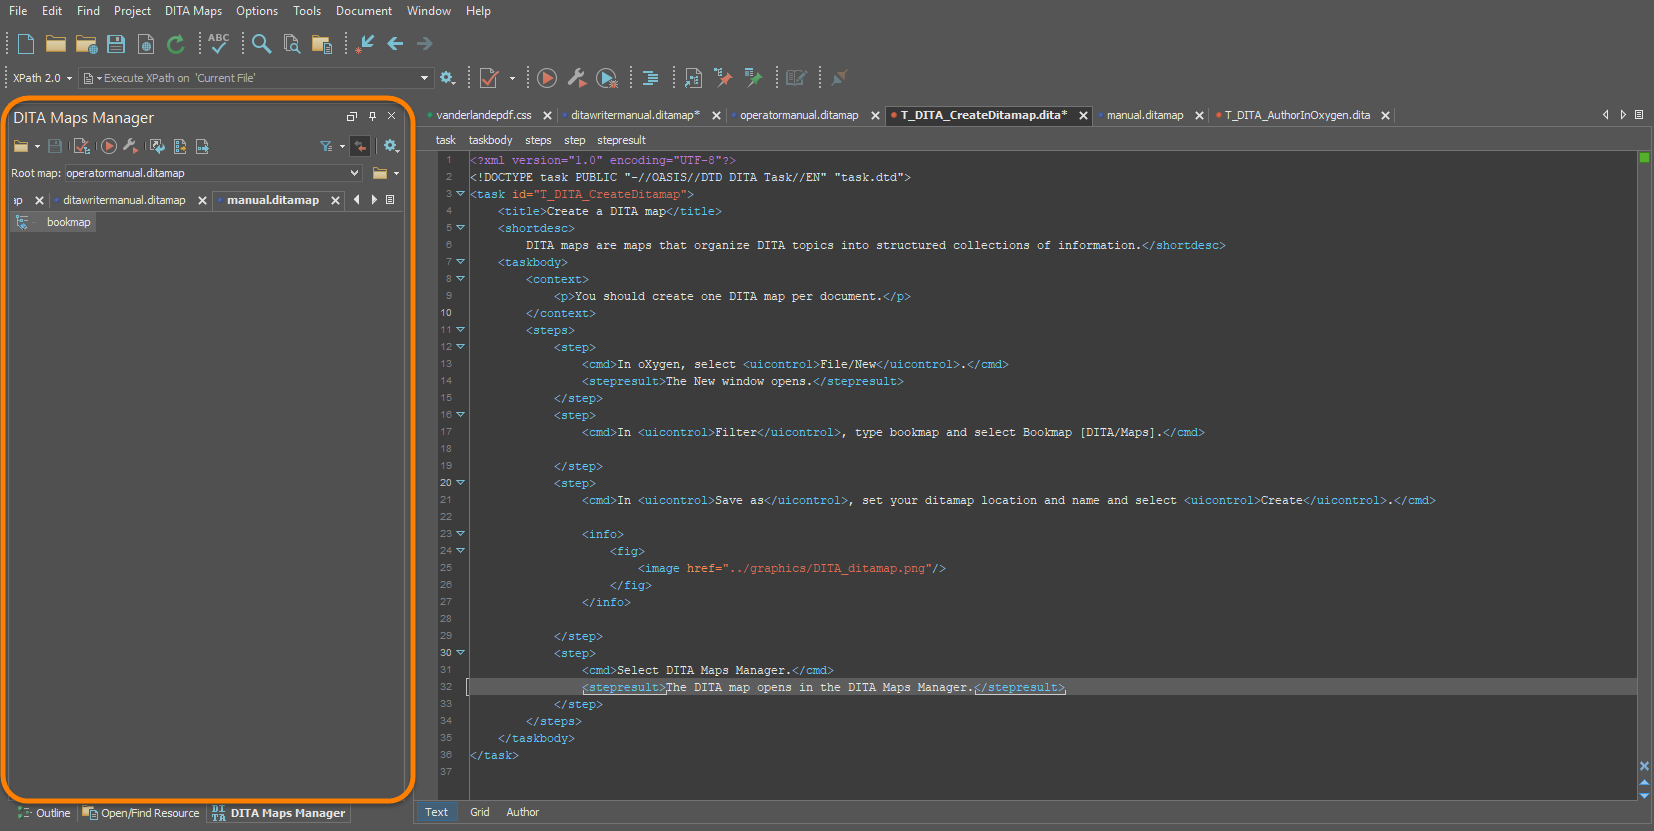 File Edit Find Project DITA Maps Options Tools Document Window Help
ABC
XPath 2.0 Execute XPath on 'Current File'
DITA Maps Manager
Root map: operatormanual.ditamap
ap ditawritermanual.ditamap manual.ditamap
bookmap
Outline Open/Find Resource DITA DITA Maps Manager
vanderlandepdf.css ditawritermanual.ditamap* operatormanual.ditamap T_DITA_CreateDitamap.dita* manual.ditamap T_DITA_AuthorInOxygen.dita
task taskbody steps step stepresult
1 <?xml version="1.0" encoding="UTF-8"?>
2 <!DOCTYPE task PUBLIC "-//OASIS//DTD DITA Task//EN" "task.dtd">
3 <task id="T_DITA_CreateDitamap">
4 <title>Create a DITA map</title>
5 <shortdesc>
6 DITA maps are maps that organize DITA topics into structured collections of information.</shortdesc>
7 <taskbody>
8 <context>
9 <p>You should create one DITA map per document.</p>
10 </context>
11 <steps>
12 <step>
13 <cmd>In oXygen, select <uicontrol>File/New</uicontrol>.</cmd>
14 <stepresult>The New window opens.</stepresult>
15 </step>
16 <step>
17 <cmd>In <uicontrol>Filter</uicontrol>, type bookmap and select Bookmap [DITA/Maps].</cmd>
18
19 </step>
20 <step>
21 <cmd>In <uicontrol>Save as</uicontrol>, set your ditamap location and name and select <uicontrol>Create</uicontrol>.</cmd>
22
23 <info>
24 <fig>
25 <image href="../graphics/DITA_ditamap.png"/>
26 </fig>
27 </info>
28
29 </step>
30 <step>
31 <cmd>Select DITA Maps Manager.</cmd>
32 <stepresult>The DITA map opens in the DITA Maps Manager.</stepresult>
33 </step>
34 </steps>
35 </taskbody>
36 </task>
37
Text Grid Author